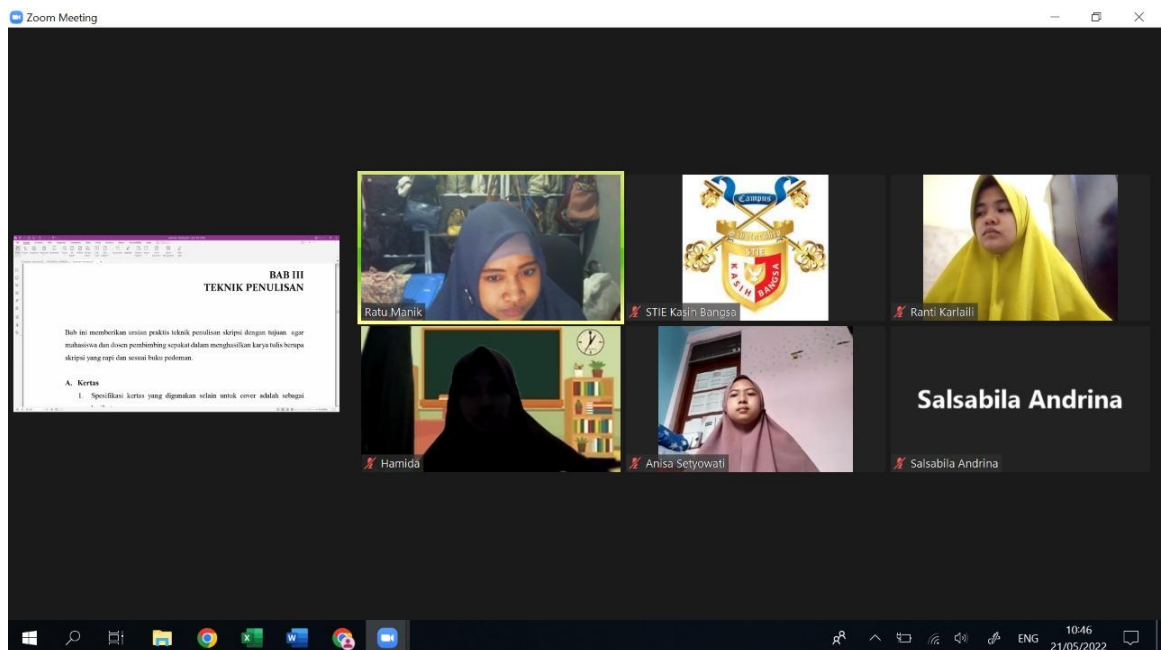 Zoom Meeting
BAB III
TEKNIK PENULISAN
Bab ini memberikan uraian praktis teknik penulisan skripsi dengan tujuan agar
mahasiswa dan dosen pembimbing sepakat dalam menghasilkan karya tulis berupa
skripsi yang rapi dan sesuai buku pedoman.
A. Kertas
1. Spesifikasi kertas yang digunakan selain untuk cover adalah sebagai
Ratu Manik
Campus
STIE
KASIH BANGSA
STIE Kasih Bangsa
Ranti Karlaili
Hamida
Anisa Setyowati
Salsabila Andrina
Salsabila Andrina
ENG
10:46
21/05/2022